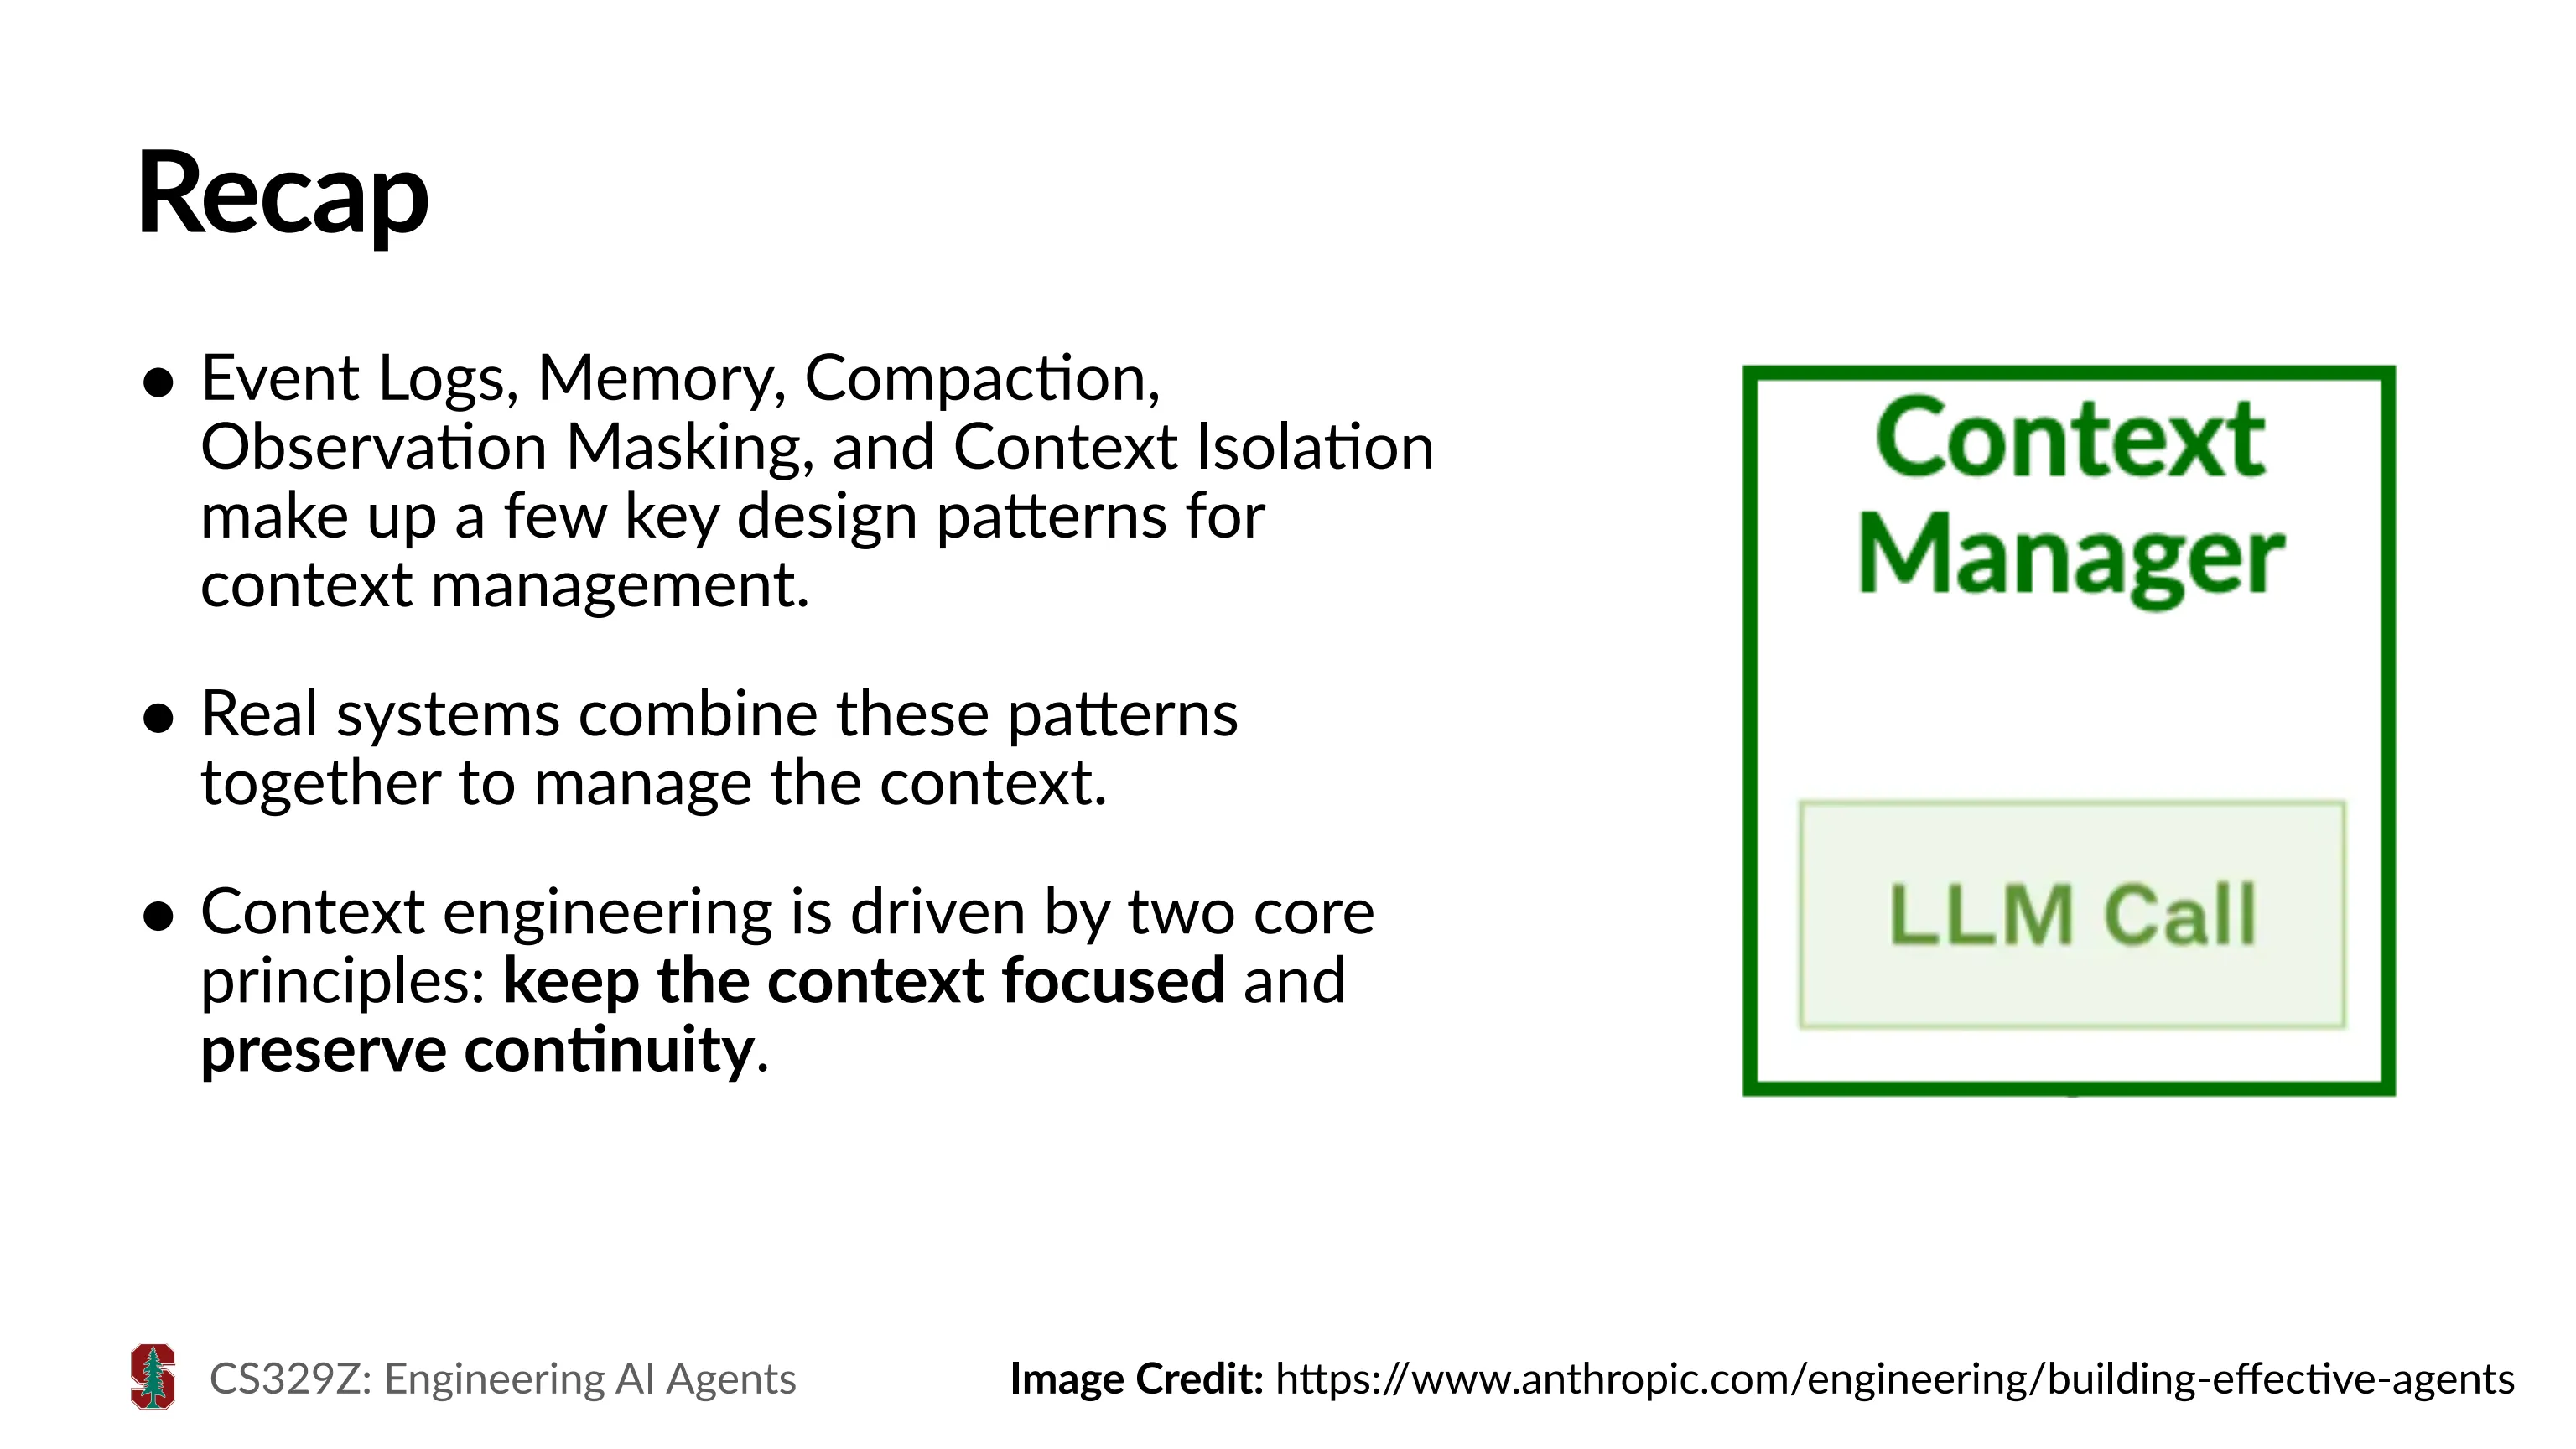 Recap
• Event Logs, Memory, Compaction,
Observation Masking, and Context Isolation
make up a few key design patterns for
context management.
• Real systems combine these patterns
together to manage the context.
• Context engineering is driven by two core
principles: keep the context focused and
preserve continuity.
Context
Manager
LLM Call
CS329Z: Engineering AI Agents
Image Credit: https://www.anthropic.com/engineering/building-effective-agents